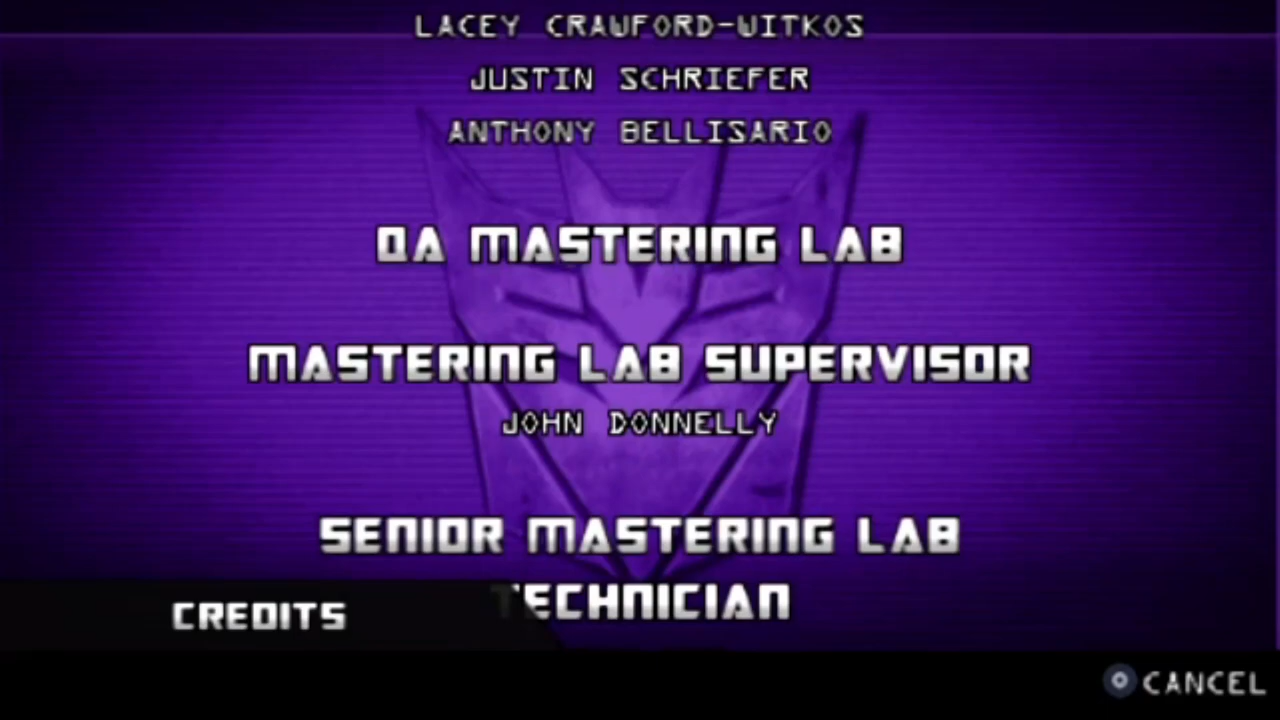 LACEY CRAWFORD-WITKOS
JUSTIN SCHRIEFER
ANTHONY BELLISARIO
QA MASTERING LAB
MASTERING LAB SUPERVISOR
JOHN DONNELLY
SENIOR MASTERING LAB
TECHNICIAN
CREDITS
CANCEL